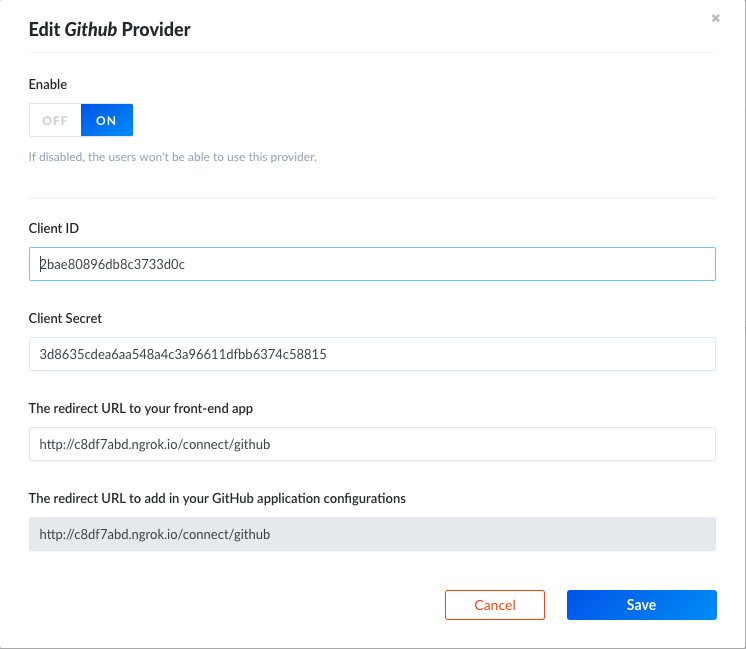 Edit Github Provider
Enable
OFF ON
If disabled, the users won't be able to use this provider.
Client ID
2bae80896db8c3733d0c
Client Secret
3d8635cdea6aa548a4c3a96611dfbb6374c58815
The redirect URL to your front-end app
http://c8df7abd.ngrok.io/connect/github
The redirect URL to add in your GitHub application configurations
http://c8df7abd.ngrok.io/connect/github
Cancel Save